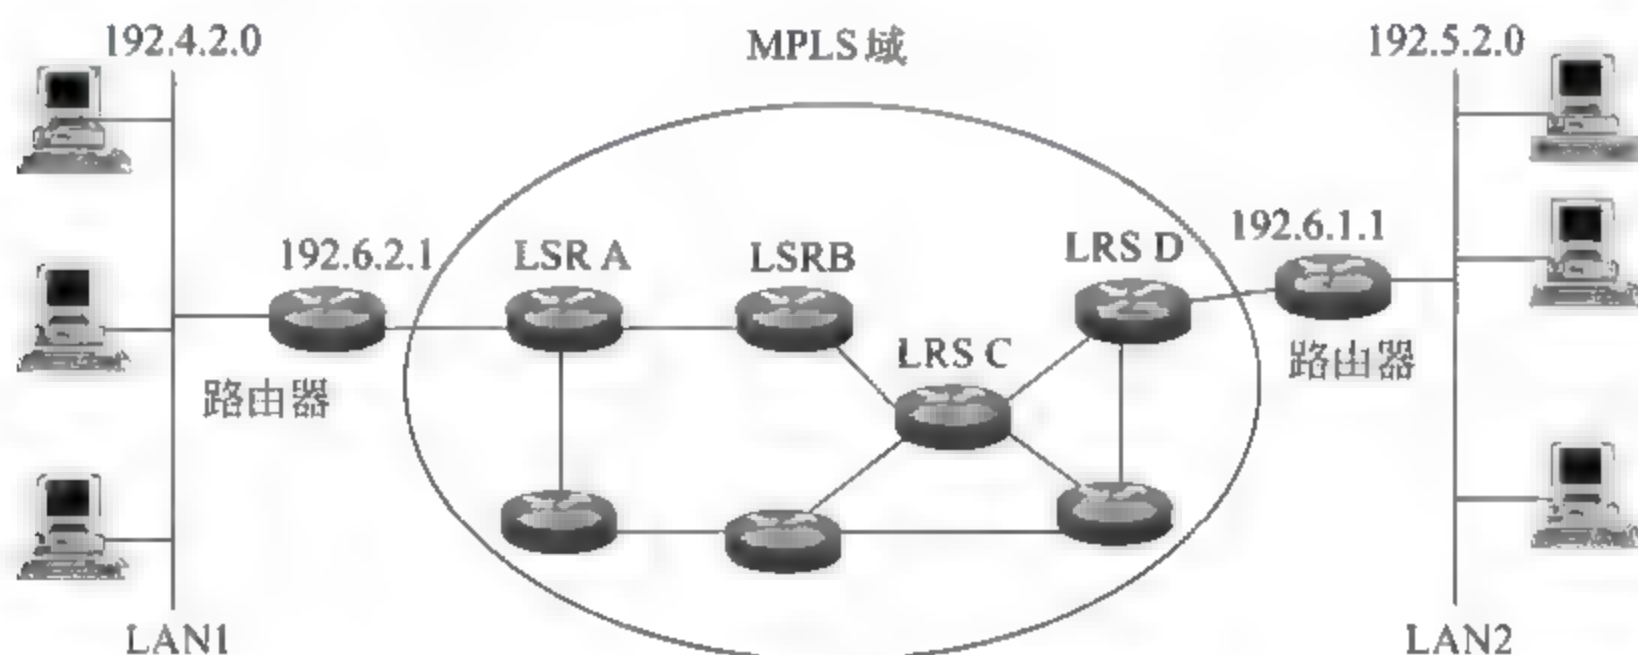 192.4.2.0
MPLS域
192.5.2.0
192.6.2.1
LSR A
LSRB
LRS D
192.6.1.1
LRS C
路由器
路由器
LAN1
LAN2